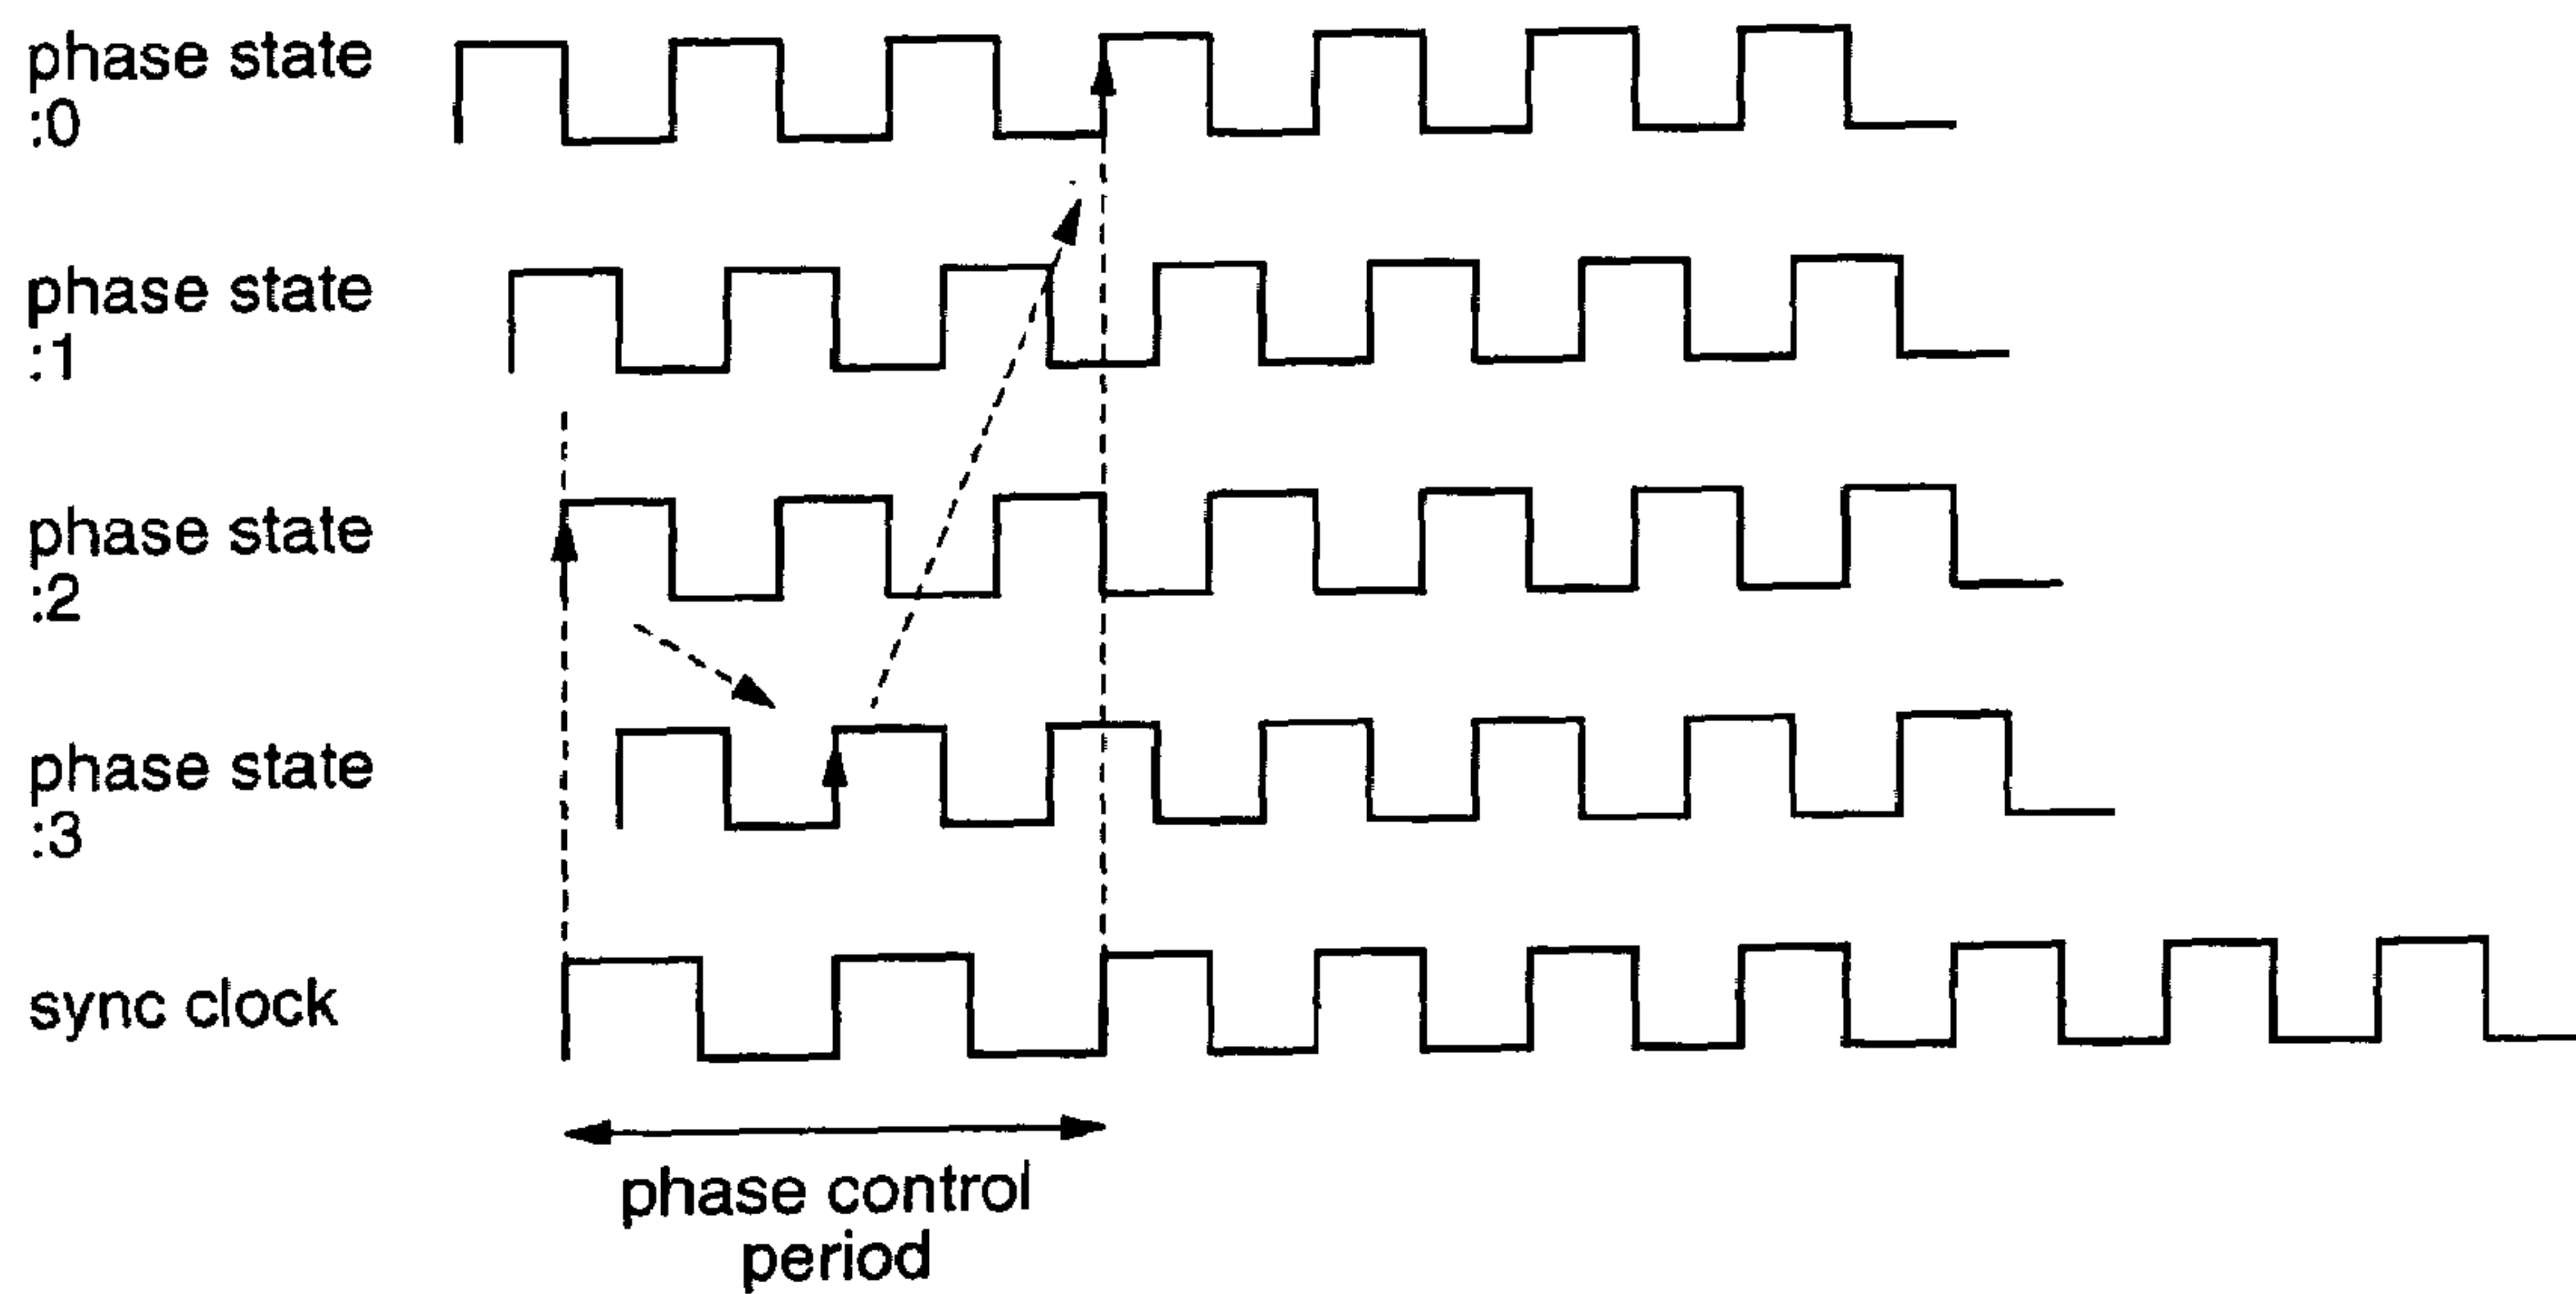 phase state
:0
phase state
:1
phase state
:2
phase state
:3
sync clock
phase control
period